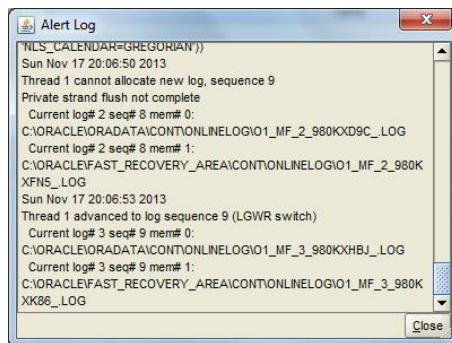 Alert Log
'NLS_CALENDAR=GREGORIAN'))
Sun Nov 17 20:06:50 2013
Thread 1 cannot allocate new log, sequence 9
Private strand flush not complete
Current log# 2 seq# 8 mem# 0:
C:\ORACLE\ORADATA\CONT\ONLINELOG\O1_MF_2_980KXD9C_.LOG
Current log# 2 seq# 8 mem# 1:
C:\ORACLE\FAST_RECOVERY_AREA\CONT\ONLINELOG\O1_MF_2_980K
XFN5_.LOG
Sun Nov 17 20:06:53 2013
Thread 1 advanced to log sequence 9 (LGWR switch)
Current log# 3 seq# 9 mem# 0:
C:\ORACLE\ORADATA\CONT\ONLINELOG\O1_MF_3_980KXHBJ_.LOG
Current log# 3 seq# 9 mem# 1:
C:\ORACLE\FAST_RECOVERY_AREA\CONT\ONLINELOG\O1_MF_3_980K
XK86_.LOG
Close